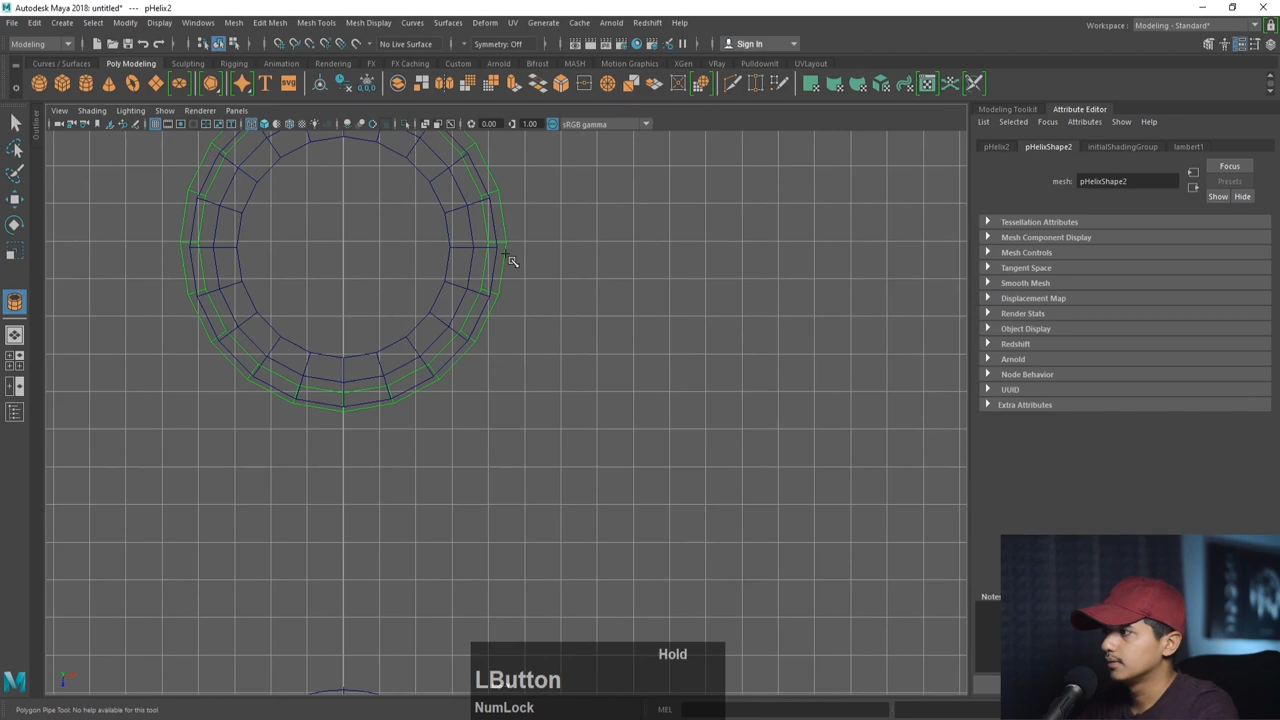 Autodesk Maya 2018: untitled* --- pHelix2
File Edit Create Select Modify Display Windows Mesh Edit Mesh Mesh Tools Mesh Display Curves Surfaces Deform UV Generate Cache Arnold Redshift Help
Workspace : Modeling - Standard*
Modeling No Live Surface Symmetry: Off Sign In
Curves / Surfaces Poly Modeling Sculpting Rigging Animation Rendering FX FX Caching Custom Arnold Bifrost MASH Motion Graphics XGen VRay PulldownIt UVLayout
View Shading Lighting Show Renderer Panels
Modeling Toolkit Attribute Editor
0.00 1.00 sRGB gamma
List Selected Focus Attributes Show Help
Outliner
pHelix2 pHelixShape2 initialShadingGroup lambert1
Focus
mesh: pHelixShape2 Presets
Show Hide
Tessellation Attributes
Mesh Component Display
Mesh Controls
Tangent Space
Smooth Mesh
Displacement Map
Render Stats
Object Display
Redshift
Arnold
Node Behavior
UUID
Extra Attributes
Notes
Hold
LButton
NumLock
Polygon Pipe Tool: No help available for this tool
MEL